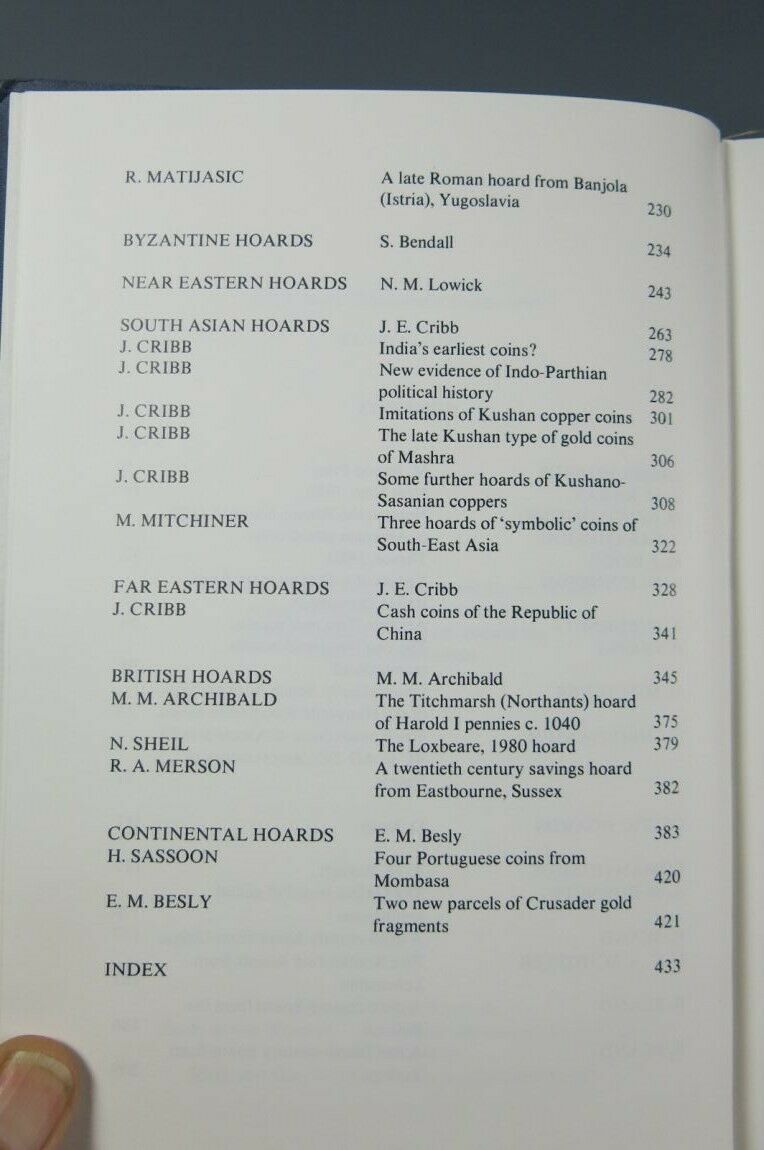 R. MATIJASIC A late Roman hoard from Banjola
(Istria), Yugoslavia 230
BYZANTINE HOARDS S. Bendall 234
NEAR EASTERN HOARDS N. M. Lowick 243
SOUTH ASIAN HOARDS J. E. Cribb 263
J. CRIBB India's earliest coins? 278
J. CRIBB New evidence of Indo-Parthian
political history 282
J. CRIBB Imitations of Kushan copper coins 301
J. CRIBB The late Kushan type of gold coins
of Mashra 306
J. CRIBB Some further hoards of Kushano-
Sasanian coppers 308
M. MITCHINER Three hoards of 'symbolic' coins of
South-East Asia 322
FAR EASTERN HOARDS J. E. Cribb 328
J. CRIBB Cash coins of the Republic of
China 341
BRITISH HOARDS M. M. Archibald 345
M. M. ARCHIBALD The Titchmarsh (Northants) hoard
of Harold I pennies c. 1040 375
N. SHEIL The Loxbeare, 1980 hoard 379
R. A. MERSON A twentieth century savings hoard
from Eastbourne, Sussex 382
CONTINENTAL HOARDS E. M. Besly 383
H. SASSOON Four Portuguese coins from
Mombasa 420
E. M. BESLY Two new parcels of Crusader gold
fragments 421
INDEX 433